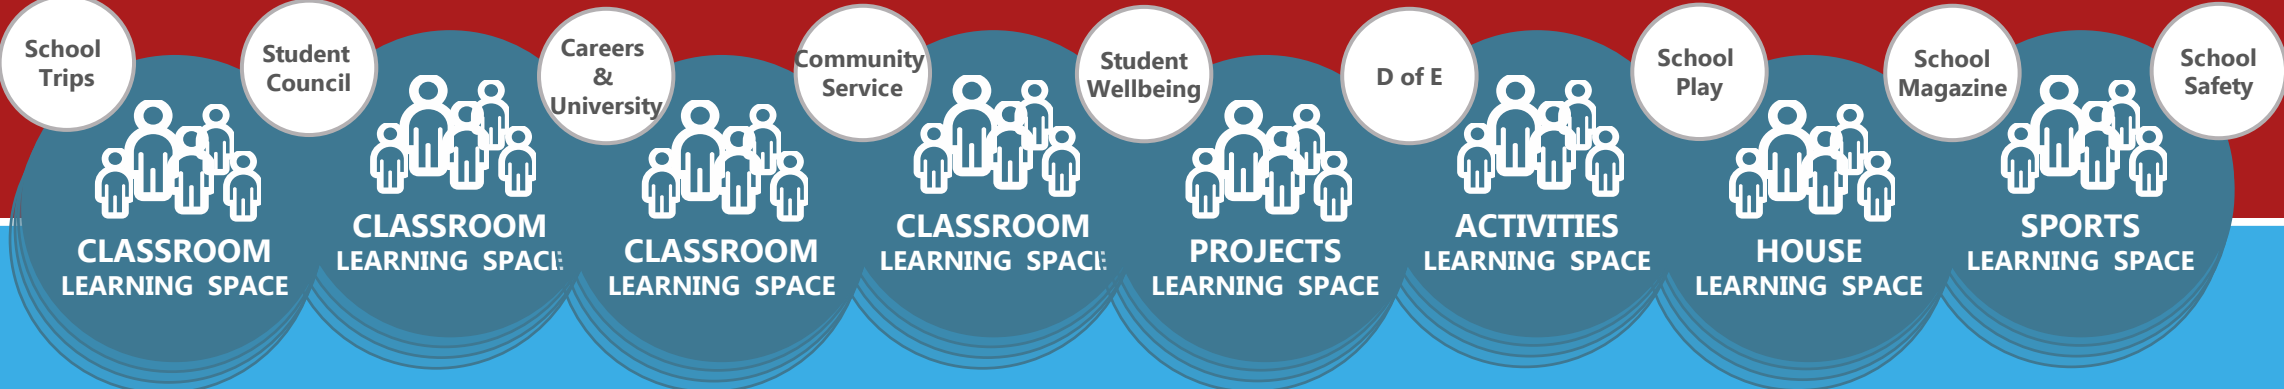 School
Trips
Student
Council
Careers
&
University
Community
Service
Student
Wellbeing
D of E
School
Play
School
Magazine
School
Safety
CLASSROOM
LEARNING SPACE
CLASSROOM
LEARNING SPACE
CLASSROOM
LEARNING SPACE
CLASSROOM
LEARNING SPACE
PROJECTS
LEARNING SPACE
ACTIVITIES
LEARNING SPACE
HOUSE
LEARNING SPACE
SPORTS
LEARNING SPACE